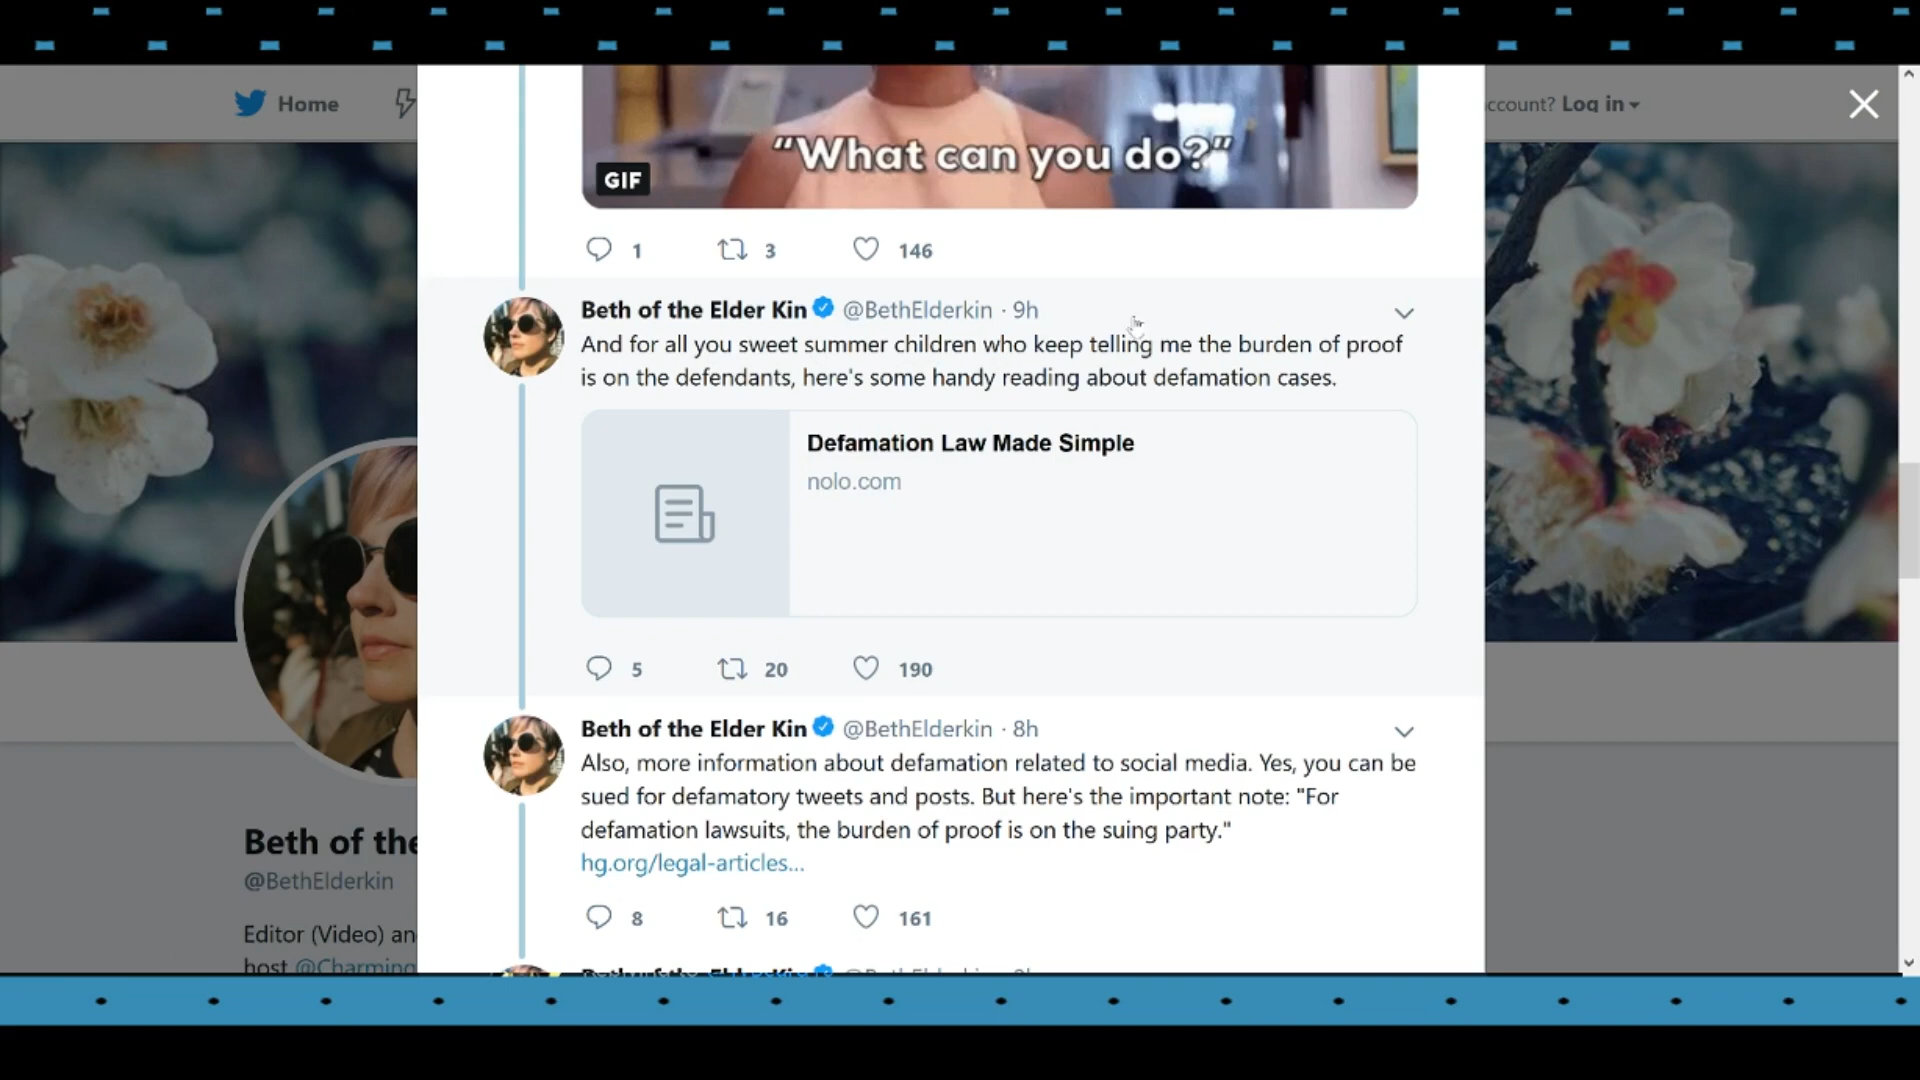 Home
ccount? Log in
"What can you do?"
GIF
1 3 146
Beth of the Elder Kin @BethElderkin · 9h
And for all you sweet summer children who keep telling me the burden of proof
is on the defendants, here's some handy reading about defamation cases.
Defamation Law Made Simple
nolo.com
5 20 190
Beth of the Elder Kin @BethElderkin · 8h
Also, more information about defamation related to social media. Yes, you can be
sued for defamatory tweets and posts. But here's the important note: "For
defamation lawsuits, the burden of proof is on the suing party."
hg.org/legal-articles...
8 16 161
Beth of the
@BethElderkin
Editor (Video) an
host @Charming